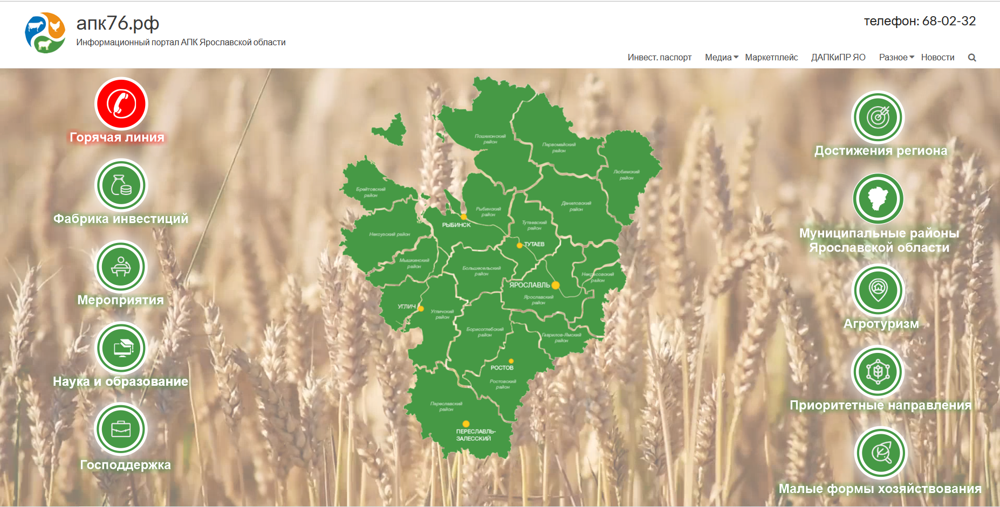 апк76.рф
Информационный портал АПК Ярославской области
телефон: 68-02-32
Инвест. паспорт Медиа Маркетплейс ДАПКиПР ЯО Разное Новости
Горячая линия
Фабрика инвестиций
Мероприятия
Наука и образование
Господдержка
Пошехонский
район
Первомайский
район
Любимский
район
Брейтовский
район
Рыбинский
район
Даниловский
район
РЫБИНСК
Тутаевский
район
Некоузский район
ТУТАЕВ
Мышкинский
район
Большесельский
район
Некрасовский
район
ЯРОСЛАВЛЬ
Ярославский
район
УГЛИЧ
Угличский
район
Борисоглебский
район
Гаврилов-Ямский
район
РОСТОВ
Ростовский
район
Переславский
район
ПЕРЕСЛАВЛЬ-
ЗАЛЕССКИЙ
Достижения региона
Муниципальные районы
Ярославской области
Агротуризм
Приоритетные направления
Малые формы хозяйствования